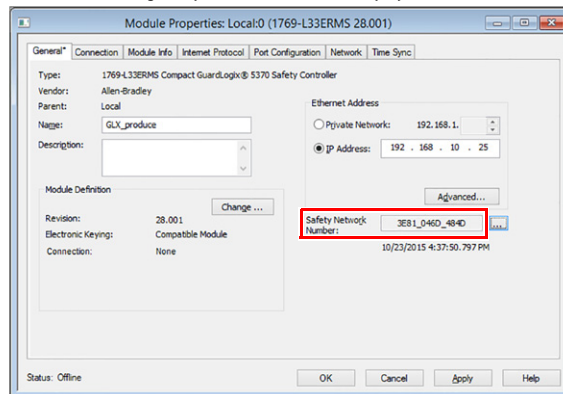 Module Properties: Local:0 (1769-L33ERMS 28.001)
General* Connection Module Info Internet Protocol Port Configuration Network Time Sync
Type: 1769-L33ERMS Compact GuardLogix® 5370 Safety Controller
Vendor: Allen-Bradley
Parent: Local
Name: GLX_produce
Description:
Ethernet Address
Private Network: 192.168.1.
IP Address: 192 . 168 . 10 . 25
Advanced...
Module Definition
Change ...
Revision: 28.001
Electronic Keying: Compatible Module
Connection: None
Safety Network Number: 3E81_046D_484D ...
10/23/2015 4:37:50.797 PM
Status: Offline
OK Cancel Apply Help